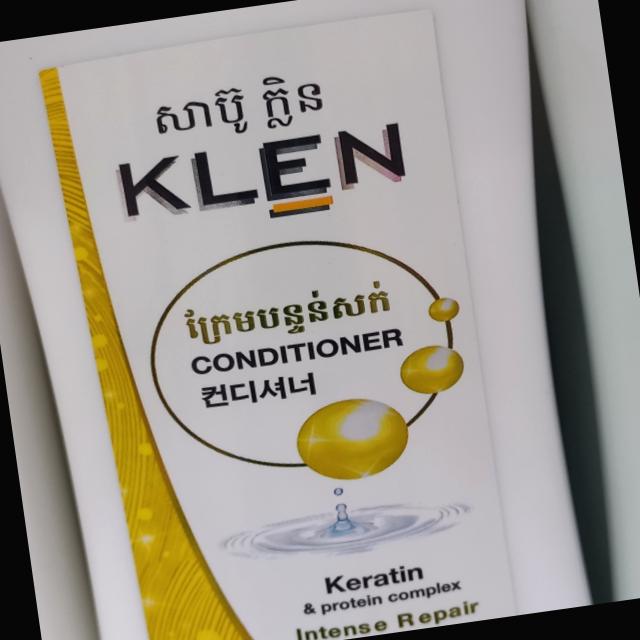 សាប៊ូ ក្លិន
KLEN
ក្រែមបន្ទន់សក់
CONDITIONER
컨디셔너
Keratin
& protein complex
Intense Repair